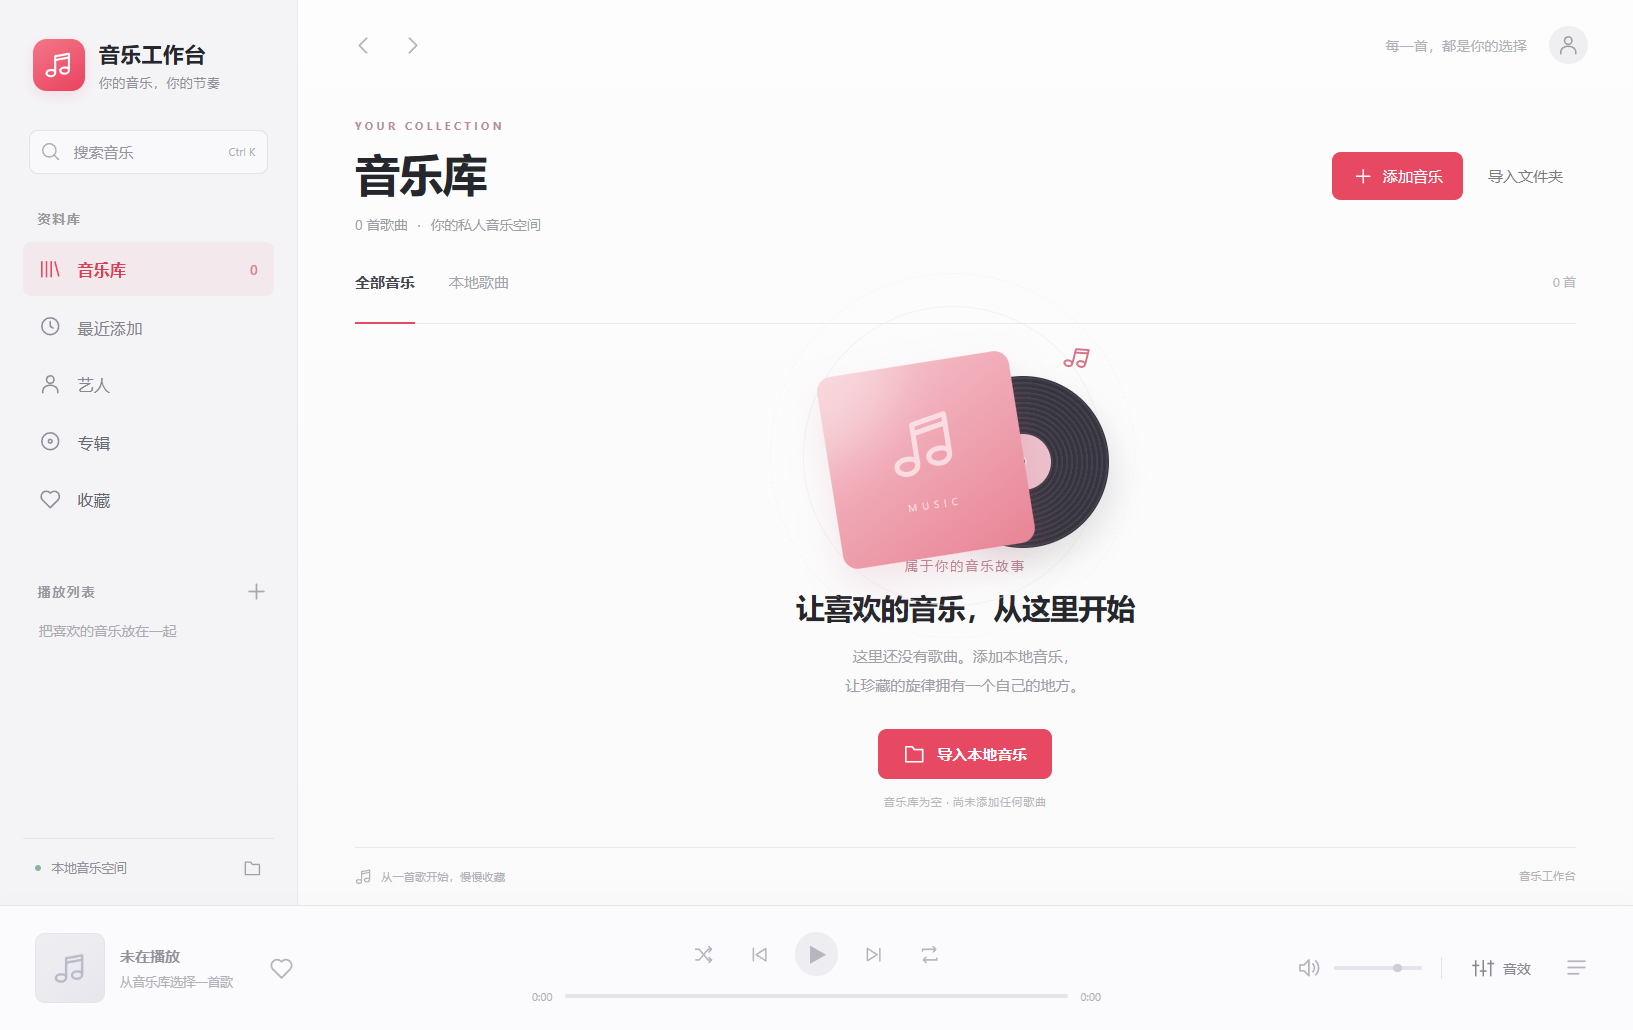 音乐工作台
你的音乐，你的节奏
搜索音乐 Ctrl K
资料库
音乐库 0
最近添加
艺人
专辑
收藏
播放列表
把喜欢的音乐放在一起
本地音乐空间
每一首，都是你的选择
YOUR COLLECTION
音乐库
0 首歌曲 · 你的私人音乐空间
添加音乐
导入文件夹
全部音乐 本地歌曲 0 首
MUSIC
属于你的音乐故事
让喜欢的音乐，从这里开始
这里还没有歌曲。添加本地音乐，
让珍藏的旋律拥有一个自己的地方。
导入本地音乐
音乐库为空 · 尚未添加任何歌曲
从一首歌开始，慢慢收藏
音乐工作台
未在播放
从音乐库选择一首歌
0:00 0:00
音效